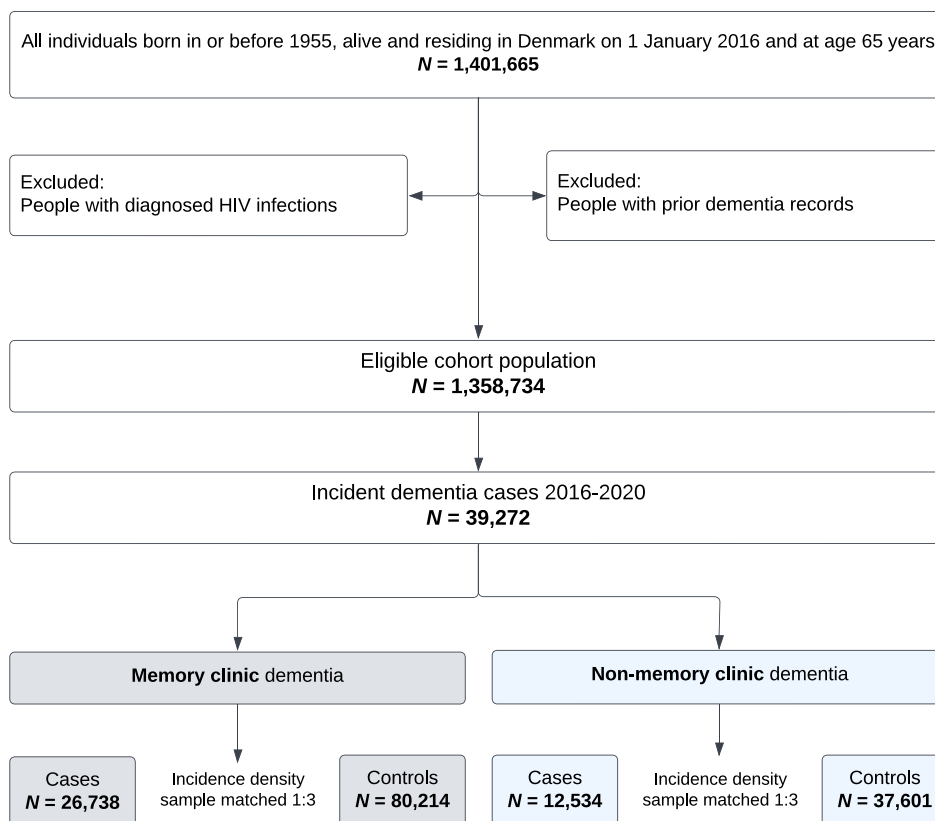 All individuals born in or before 1955, alive and residing in Denmark on 1 January 2016 and at age 65 years
N = 1,401,665
Excluded:
People with diagnosed HIV infections
Excluded:
People with prior dementia records
Eligible cohort population
N = 1,358,734
Incident dementia cases 2016-2020
N = 39,272
Memory clinic dementia
Non-memory clinic dementia
Cases
N = 26,738
Incidence density
sample matched 1:3
Controls
N = 80,214
Cases
N = 12,534
Incidence density
sample matched 1:3
Controls
N = 37,601